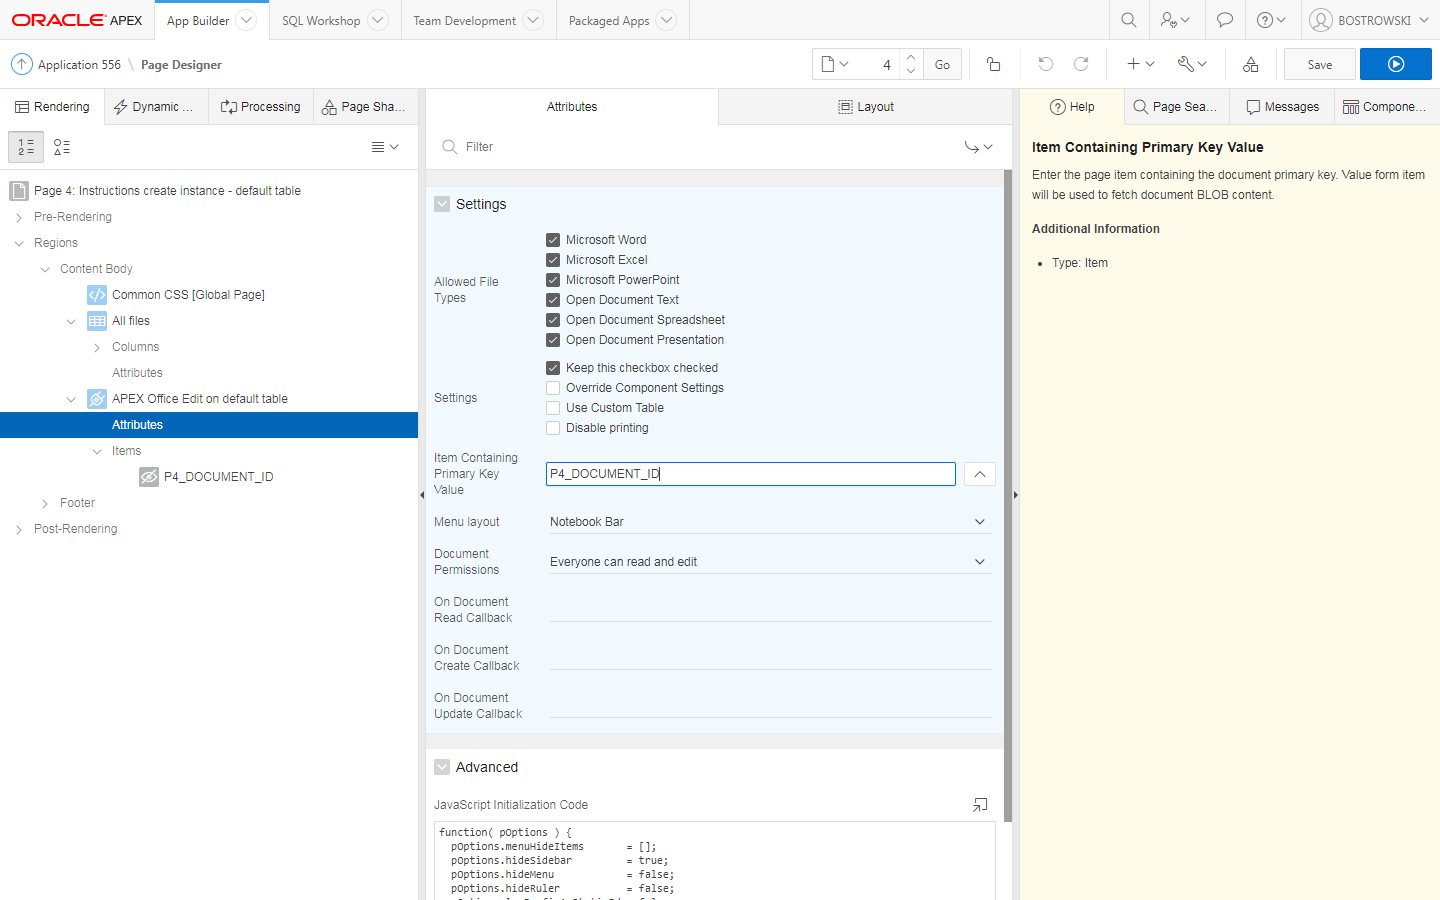 ORACLE APEX App Builder SQL Workshop Team Development Packaged Apps BOSTROWSKI
Application 556 \ Page Designer 4 Go Save
Rendering Dynamic ... Processing Page Sha... Attributes Layout Help Page Sea... Messages Compone...
Filter
Page 4: Instructions create instance - default table
Pre-Rendering
Regions
Content Body
Common CSS [Global Page]
All files
Columns
Attributes
APEX Office Edit on default table
Attributes
Items
P4_DOCUMENT_ID
Footer
Post-Rendering
Settings
Allowed File
Types
Microsoft Word
Microsoft Excel
Microsoft PowerPoint
Open Document Text
Open Document Spreadsheet
Open Document Presentation
Settings
Keep this checkbox checked
Override Component Settings
Use Custom Table
Disable printing
Item Containing
Primary Key
Value
P4_DOCUMENT_ID
Menu layout Notebook Bar
Document
Permissions
Everyone can read and edit
On Document
Read Callback
On Document
Create Callback
On Document
Update Callback
Advanced
JavaScript Initialization Code
function( pOptions ) {
pOptions.menuHideItems = [];
pOptions.hideSidebar = true;
pOptions.hideMenu = false;
pOptions.hideRuler = false;
Item Containing Primary Key Value
Enter the page item containing the document primary key. Value form item
will be used to fetch document BLOB content.
Additional Information
• Type: Item